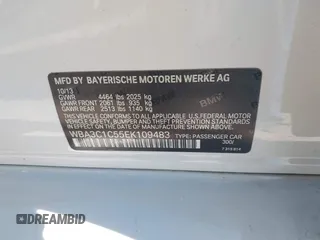 MFD BY BAYERISCHE MOTOREN WERKE AG
10/13
GVWR 4464 lbs 2025 kg
GAWR FRONT 2061 lbs 935 kg
GAWR REAR 2513 lbs 1140 kg
THIS VEHICLE CONFORMS TO ALL APPLICABLE U.S. FEDERAL MOTOR
VEHICLE SAFETY, BUMPER, AND THEFT PREVENTION STANDARDS IN
EFFECT ON THE DATE OF MANUFACTURE SHOWN ABOVE.
WBA3C1C55EK109483 TYPE: PASSENGER CAR
BMW
DREAMBID